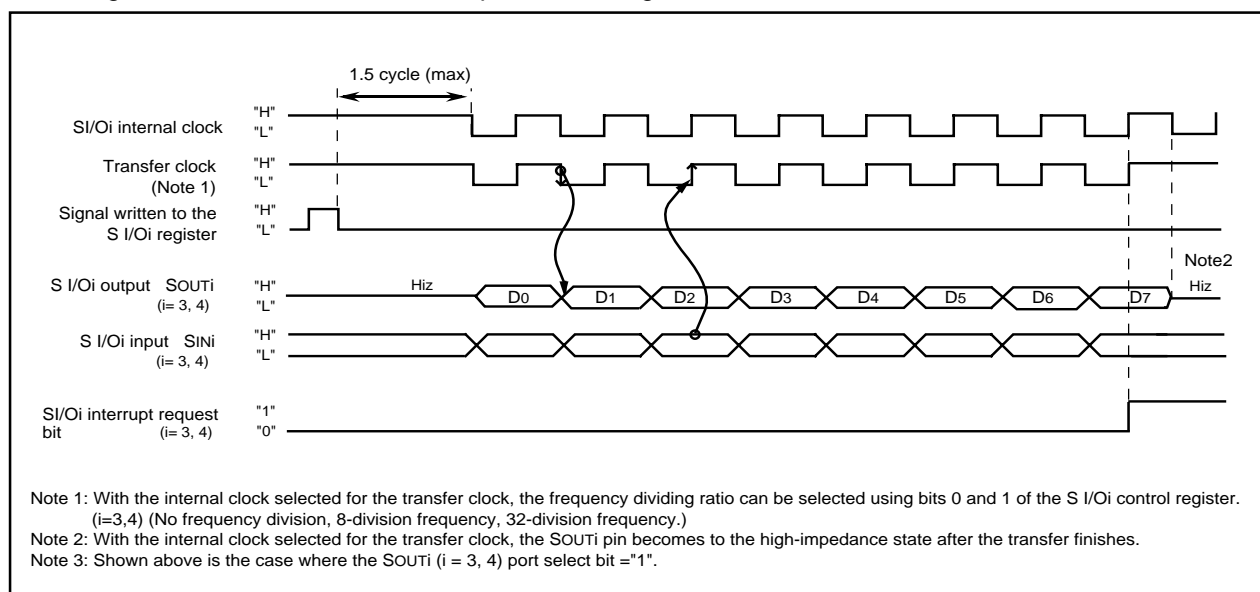 1.5 cycle (max)
SI/Oi internal clock
"H"
"L"
Transfer clock
(Note 1)
"H"
"L"
Signal written to the
S I/Oi register
"H"
"L"
S I/Oi output SOUTi
(i= 3, 4)
"H"
"L"
Hiz
D0
D1
D2
D3
D4
D5
D6
D7
Note2
Hiz
S I/Oi input SINi
(i= 3, 4)
"H"
"L"
SI/Oi interrupt request
bit (i= 3, 4)
"1"
"0"
Note 1: With the internal clock selected for the transfer clock, the frequency dividing ratio can be selected using bits 0 and 1 of the S I/Oi control register.
(i=3,4) (No frequency division, 8-division frequency, 32-division frequency.)
Note 2: With the internal clock selected for the transfer clock, the SOUTi pin becomes to the high-impedance state after the transfer finishes.
Note 3: Shown above is the case where the SOUTi (i = 3, 4) port select bit ="1".